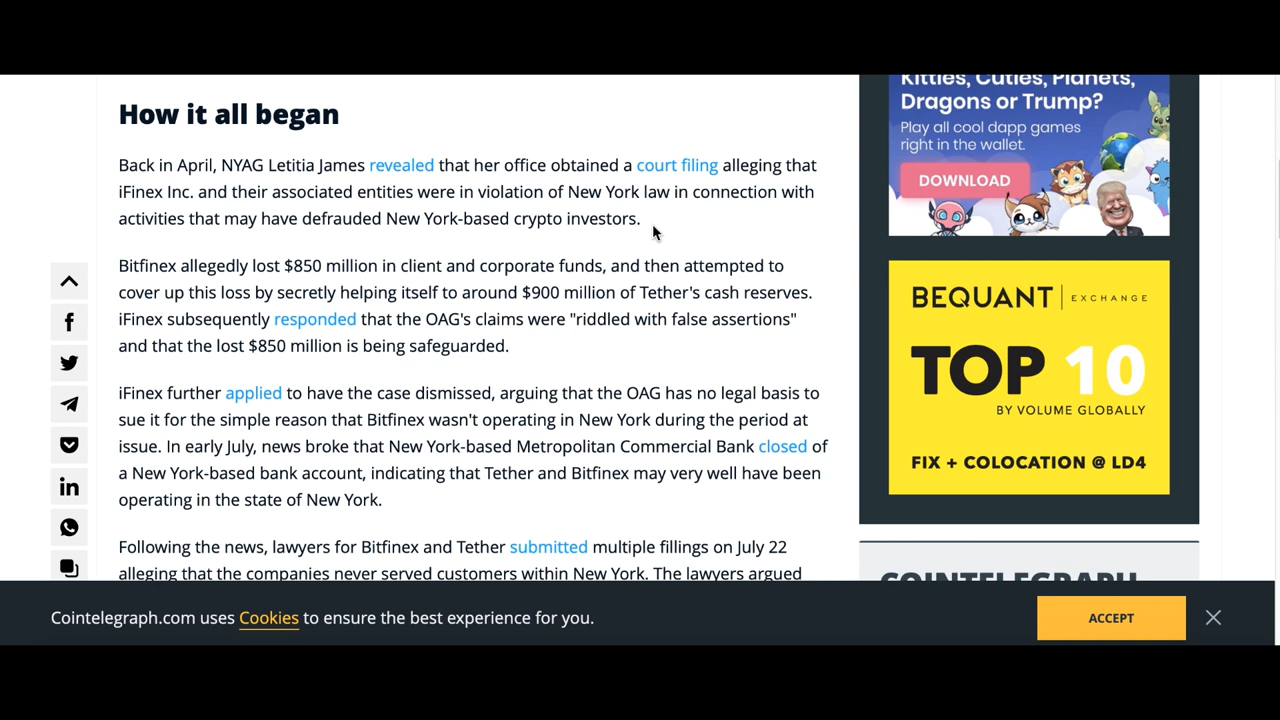 How it all began
Back in April, NYAG Letitia James revealed that her office obtained a court filing alleging that
iFinex Inc. and their associated entities were in violation of New York law in connection with
activities that may have defrauded New York-based crypto investors.
Bitfinex allegedly lost $850 million in client and corporate funds, and then attempted to
cover up this loss by secretly helping itself to around $900 million of Tether's cash reserves.
iFinex subsequently responded that the OAG's claims were "riddled with false assertions"
and that the lost $850 million is being safeguarded.
iFinex further applied to have the case dismissed, arguing that the OAG has no legal basis to
sue it for the simple reason that Bitfinex wasn't operating in New York during the period at
issue. In early July, news broke that New York-based Metropolitan Commercial Bank closed of
a New York-based bank account, indicating that Tether and Bitfinex may very well have been
operating in the state of New York.
Following the news, lawyers for Bitfinex and Tether submitted multiple fillings on July 22
alleging that the companies never served customers within New York. The lawyers argued
Kitties, Cuties, Planets,
Dragons or Trump?
Play all cool dapp games
right in the wallet.
DOWNLOAD
BEQUANT EXCHANGE
TOP 10
BY VOLUME GLOBALLY
FIX + COLOCATION @ LD4
COINTELEGRAPH
Cointelegraph.com uses Cookies to ensure the best experience for you.
ACCEPT